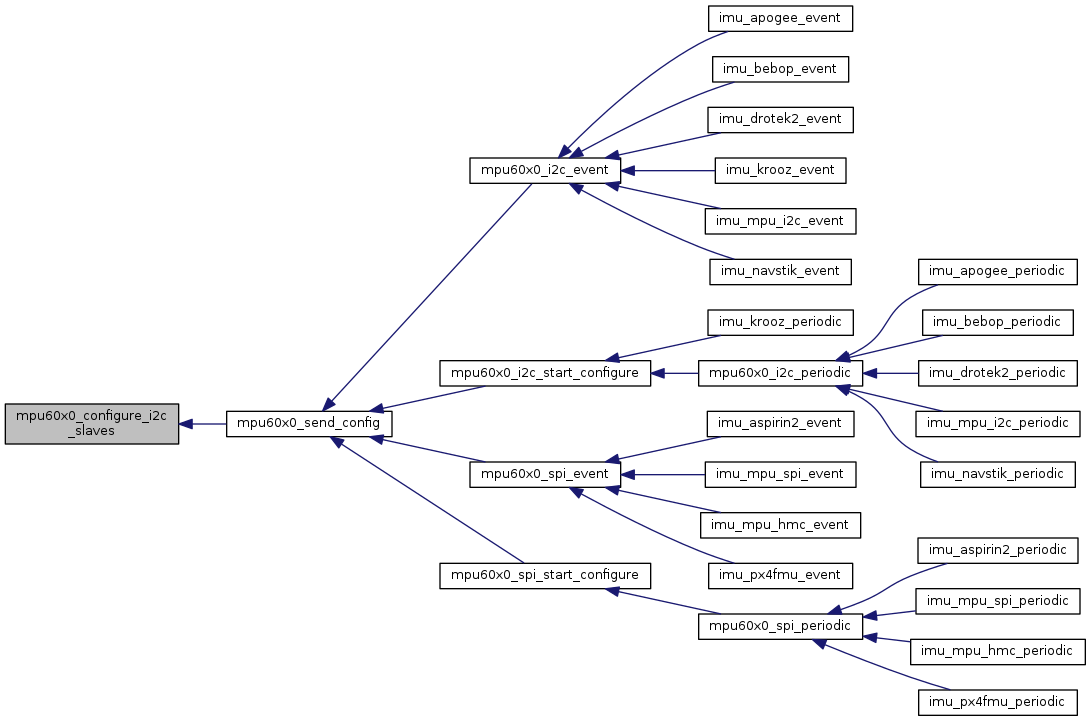 imu_apogee_event
imu_bebop_event
imu_drotek2_event
mpu60x0_i2c_event
imu_krooz_event
imu_mpu_i2c_event
imu_navstik_event
imu_apogee_periodic
imu_krooz_periodic
imu_bebop_periodic
mpu60x0_i2c_start_configure
mpu60x0_i2c_periodic
imu_drotek2_periodic
mpu60x0_configure_i2c
_slaves
mpu60x0_send_config
imu_aspirin2_event
imu_mpu_i2c_periodic
mpu60x0_spi_event
imu_mpu_spi_event
imu_navstik_periodic
imu_mpu_hmc_event
imu_aspirin2_periodic
mpu60x0_spi_start_configure
imu_px4fmu_event
imu_mpu_spi_periodic
mpu60x0_spi_periodic
imu_mpu_hmc_periodic
imu_px4fmu_periodic